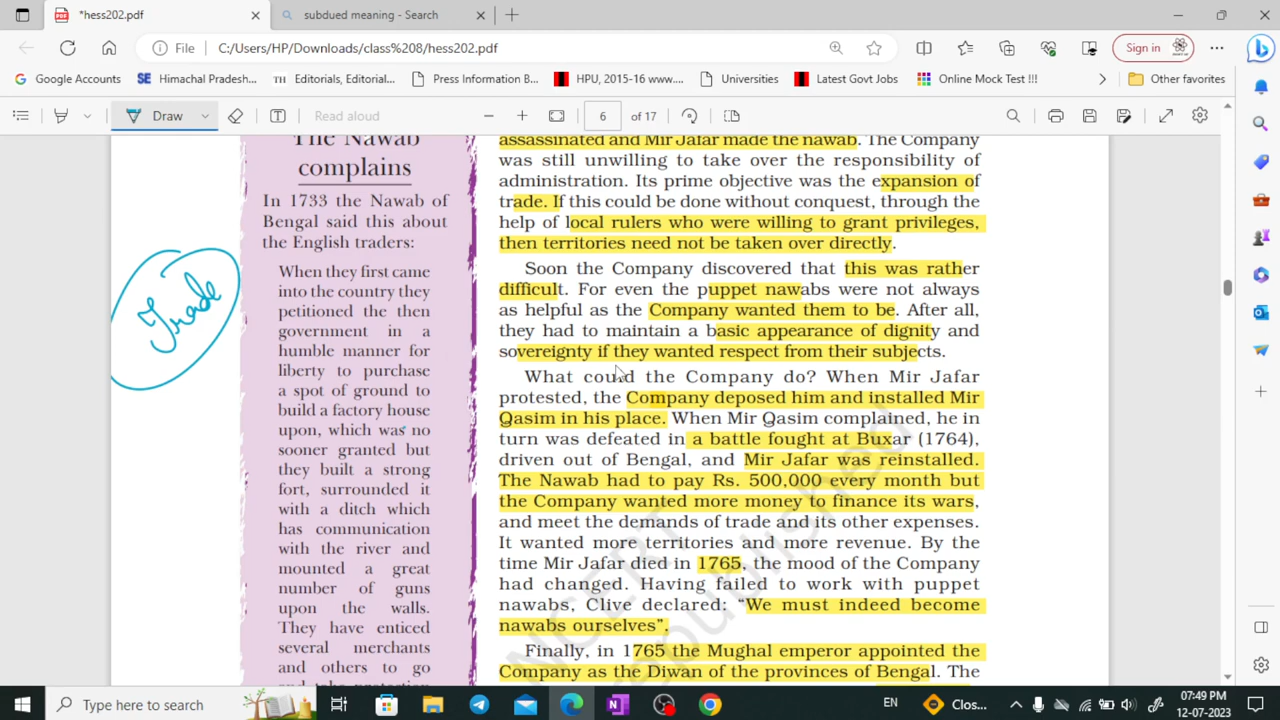 *hess202.pdf
subdued meaning - Search
File
C:/Users/HP/Downloads/class%208/hess202.pdf
Sign in
Google Accounts
SE Himachal Pradesh...
TH Editorials, Editorial...
Press Information B...
HPU, 2015-16 www....
Universities
Latest Govt Jobs
Online Mock Test !!!
Other favorites
Draw
Read aloud
6 of 17
The Nawab
complains
In 1733 the Nawab of
Bengal said this about
the English traders:
When they first came
into the country they
petitioned the then
government in a
humble manner for
liberty to purchase
a spot of ground to
build a factory house
upon, which was no
sooner granted but
they built a strong
fort, surrounded it
with a ditch which
has communication
with the river and
mounted a great
number of guns
upon the walls.
They have enticed
several merchants
and others to go
and take protection
Trade
assassinated and Mir Jafar made the nawab. The Company
was still unwilling to take over the responsibility of
administration. Its prime objective was the expansion of
trade. If this could be done without conquest, through the
help of local rulers who were willing to grant privileges,
then territories need not be taken over directly.
Soon the Company discovered that this was rather
difficult. For even the puppet nawabs were not always
as helpful as the Company wanted them to be. After all,
they had to maintain a basic appearance of dignity and
sovereignty if they wanted respect from their subjects.
What could the Company do? When Mir Jafar
protested, the Company deposed him and installed Mir
Qasim in his place. When Mir Qasim complained, he in
turn was defeated in a battle fought at Buxar (1764),
driven out of Bengal, and Mir Jafar was reinstalled.
The Nawab had to pay Rs. 500,000 every month but
the Company wanted more money to finance its wars,
and meet the demands of trade and its other expenses.
It wanted more territories and more revenue. By the
time Mir Jafar died in 1765, the mood of the Company
had changed. Having failed to work with puppet
nawabs, Clive declared: “We must indeed become
nawabs ourselves”.
Finally, in 1765 the Mughal emperor appointed the
Company as the Diwan of the provinces of Bengal. The
Type here to search
EN
Clos...
07:49 PM
12-07-2023